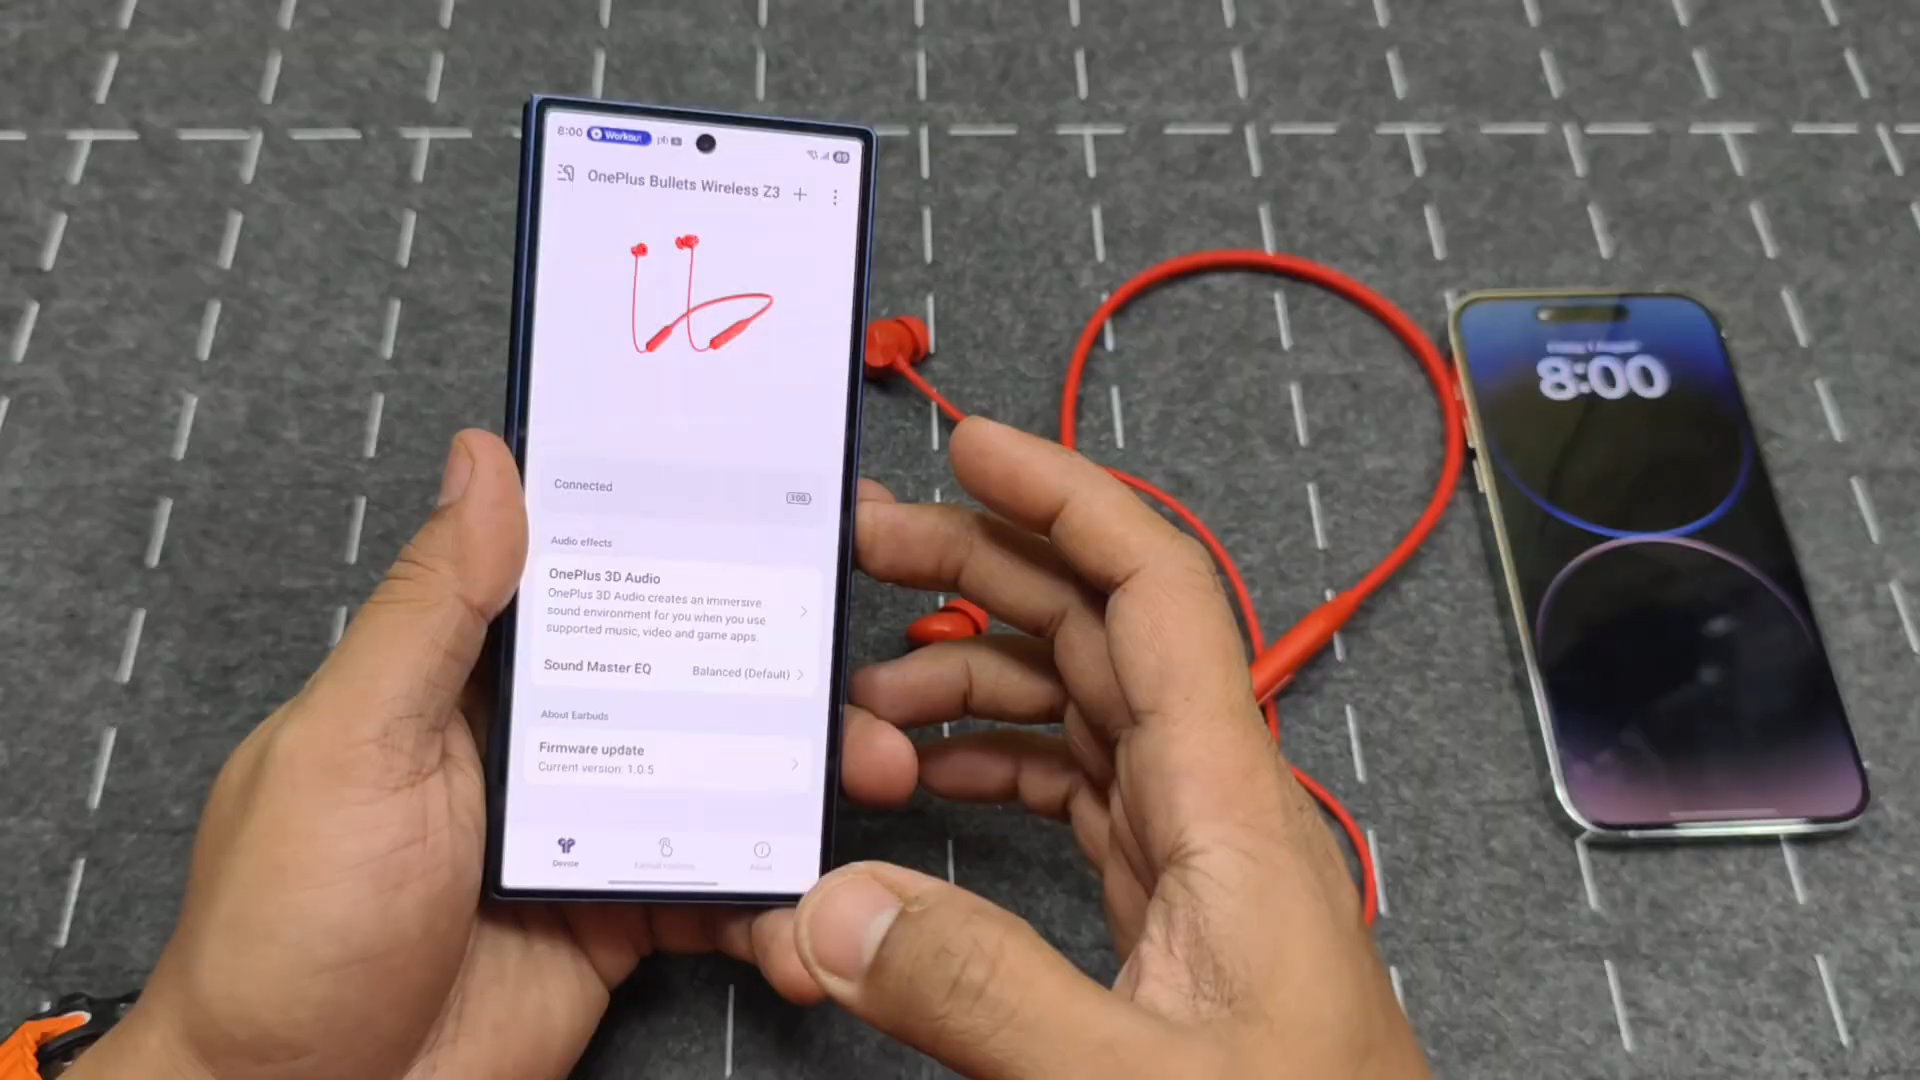 8:00 Workout
89
OnePlus Bullets Wireless Z3
Connected
100
Audio effects
OnePlus 3D Audio
OnePlus 3D Audio creates an immersive
sound environment for you when you use
supported music, video and game apps.
Sound Master EQ Balanced (Default)
About Earbuds
Firmware update
Current version: 1.0.5
Device
About
8:00